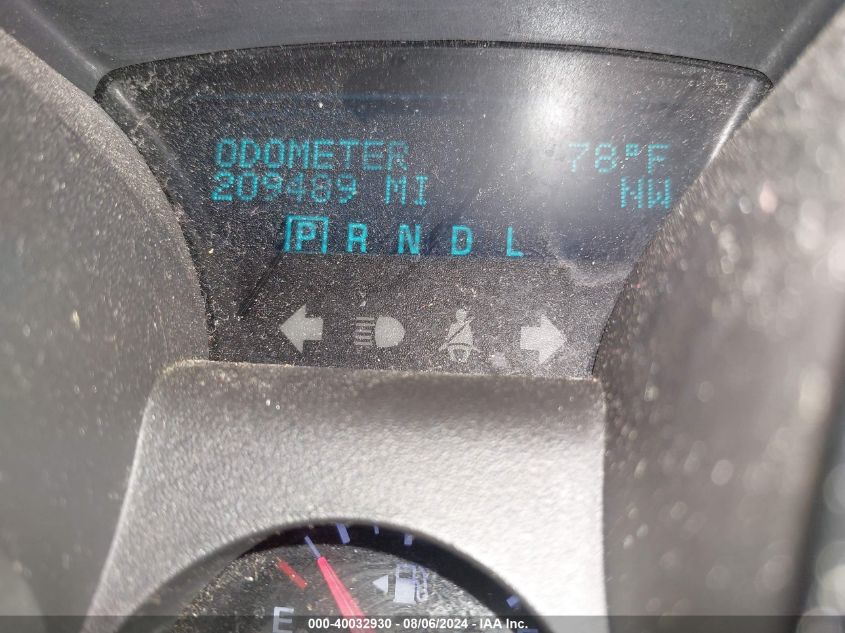 ODOMETER 78°F
209489 MI NW
P R N D L
E
000-40032930 - 08/06/2024 - IAA Inc.